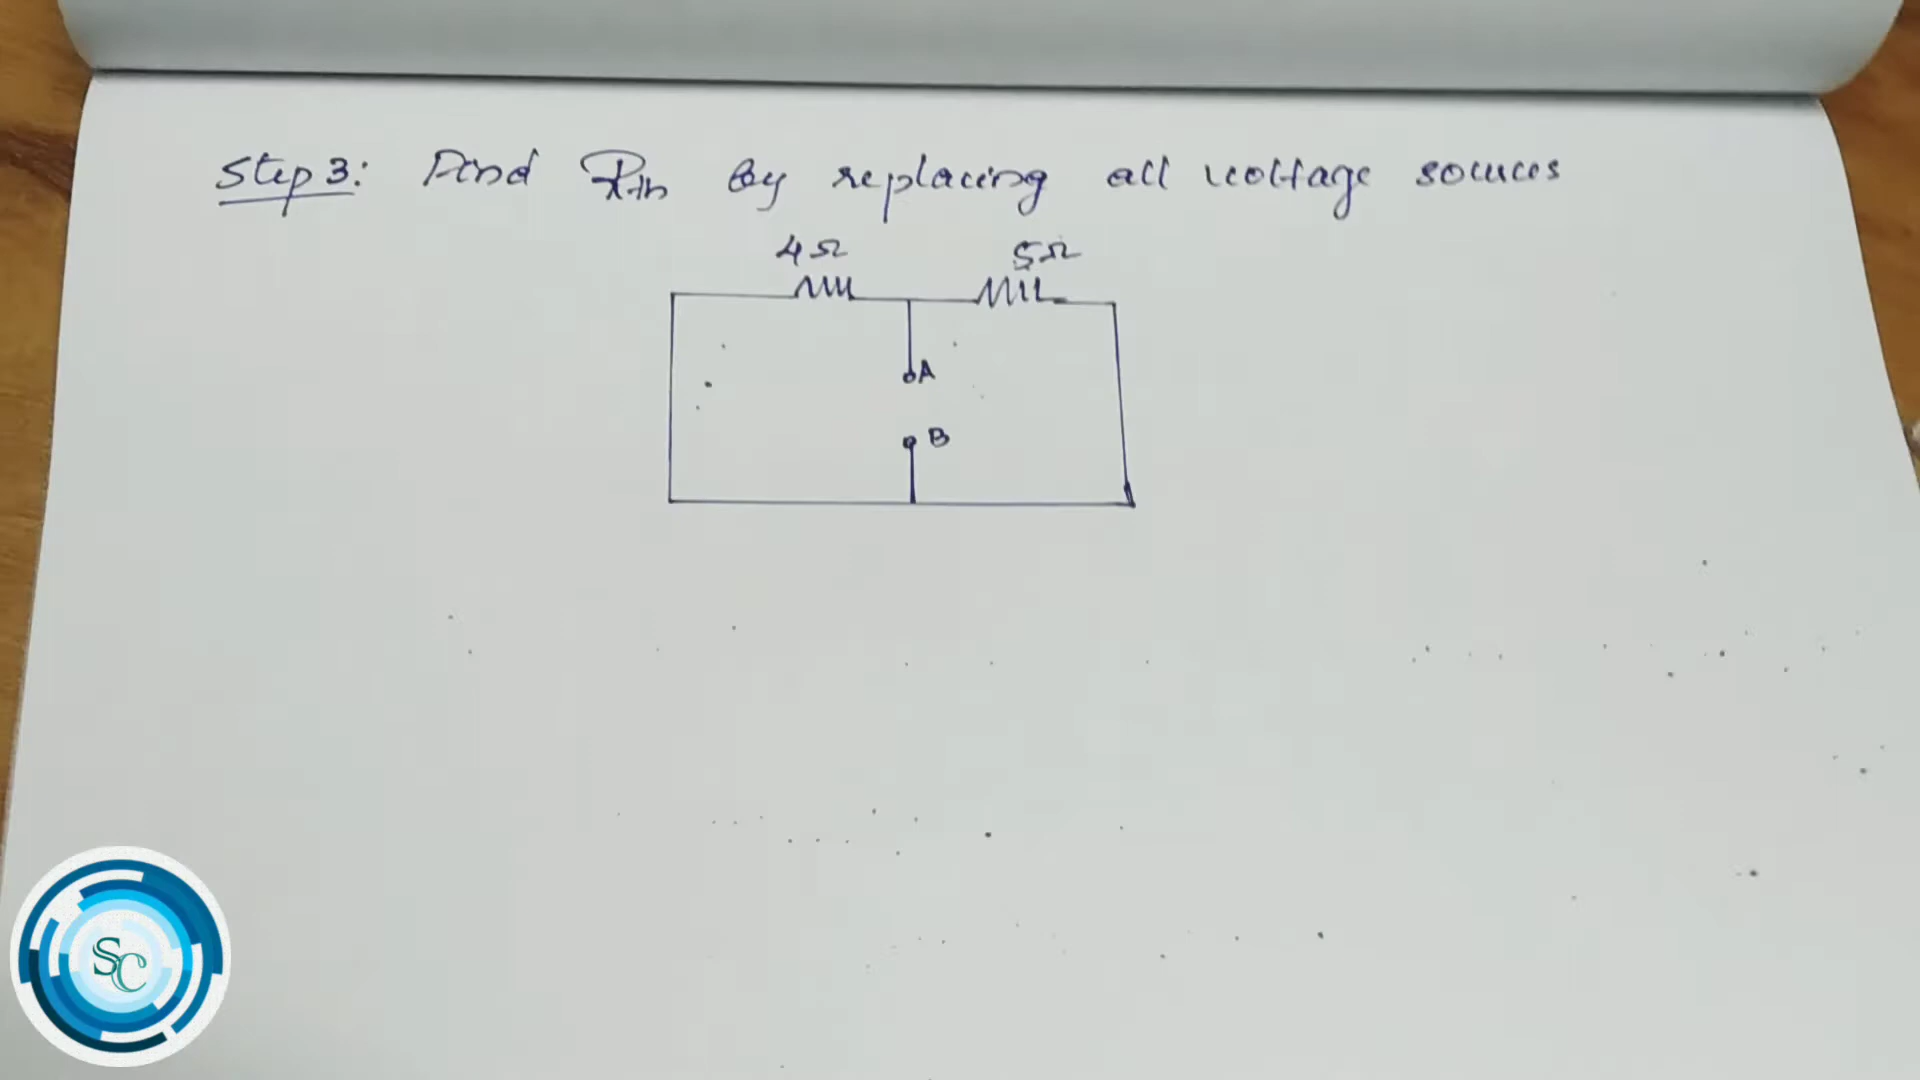 Step 3: Find Rth by replacing all voltage sources
4Ω 5Ω
A
B
SC